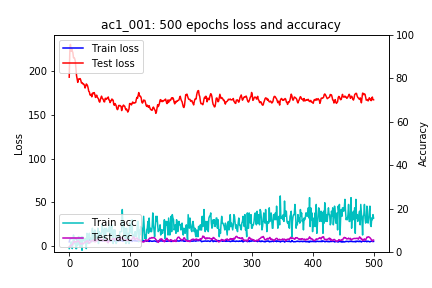 ac1_001: 500 epochs loss and accuracy
Train loss
Test loss
Train acc
Test acc
Loss
Accuracy
200
150
100
50
0
100
80
60
40
20
0
0
100
200
300
400
500